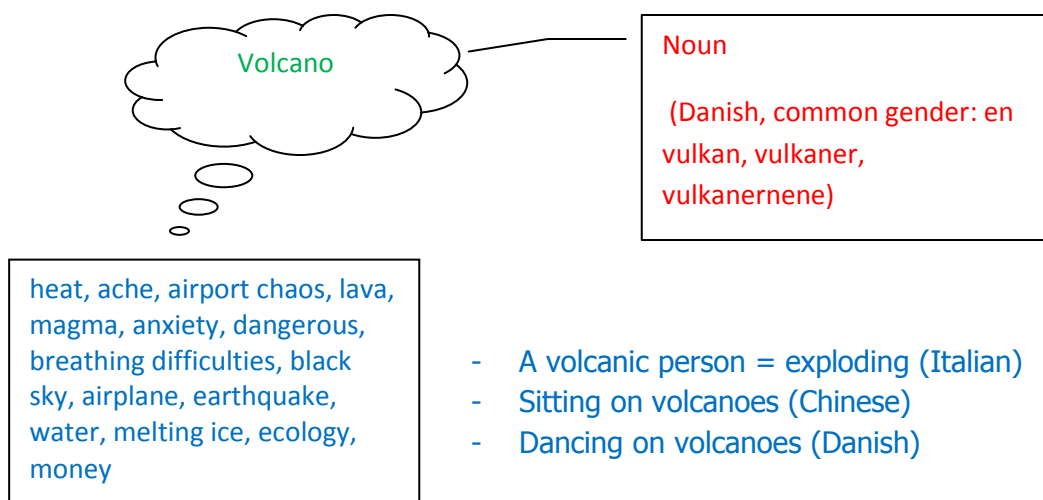 Volcano
Noun
(Danish, common gender: en
vulkan, vulkaner,
vulkanernene)
heat, ache, airport chaos, lava,
magma, anxiety, dangerous,
breathing difficulties, black
sky, airplane, earthquake,
water, melting ice, ecology,
money
- A volcanic person = exploding (Italian)
- Sitting on volcanoes (Chinese)
- Dancing on volcanoes (Danish)